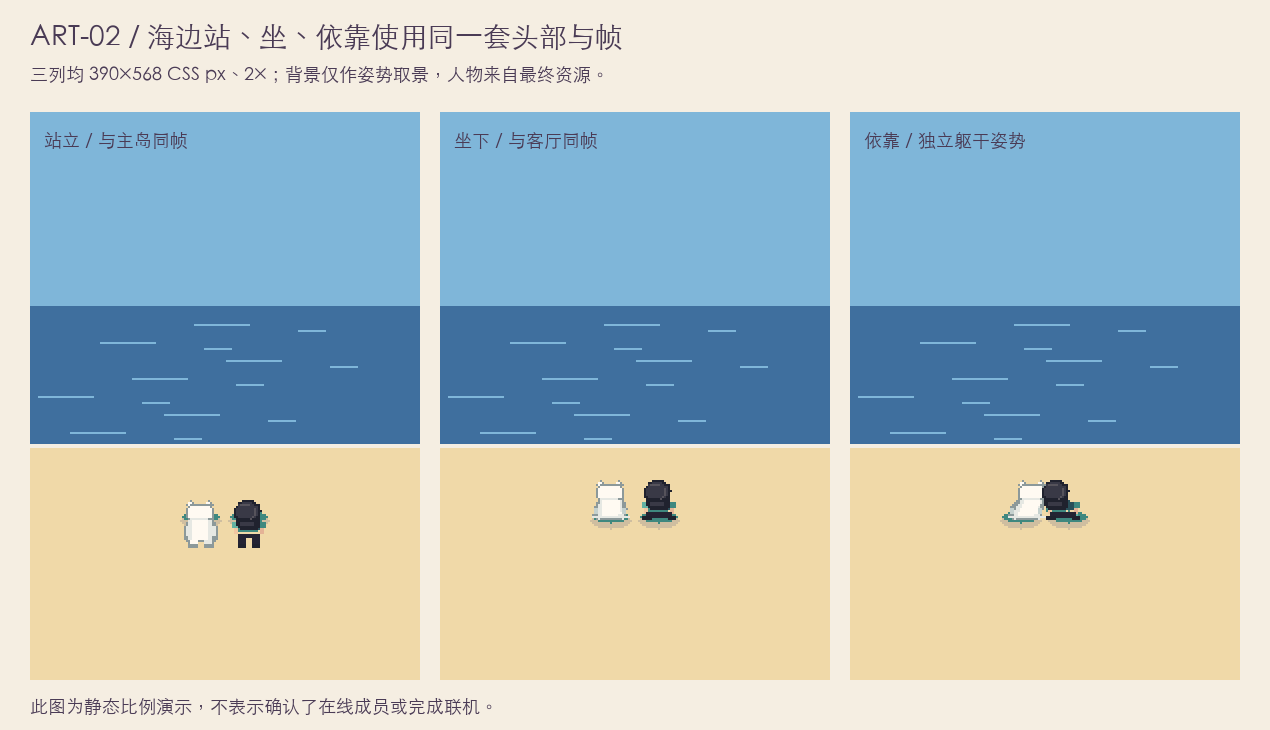 ART-02 / 海边站、坐、依靠使用同一套头部与帧
三列均 390×568 CSS px、2×；背景仅作姿势取景，人物来自最终资源。
站立 / 与主岛同帧
坐下 / 与客厅同帧
依靠 / 独立躯干姿势
此图为静态比例演示，不表示确认了在线成员或完成联机。